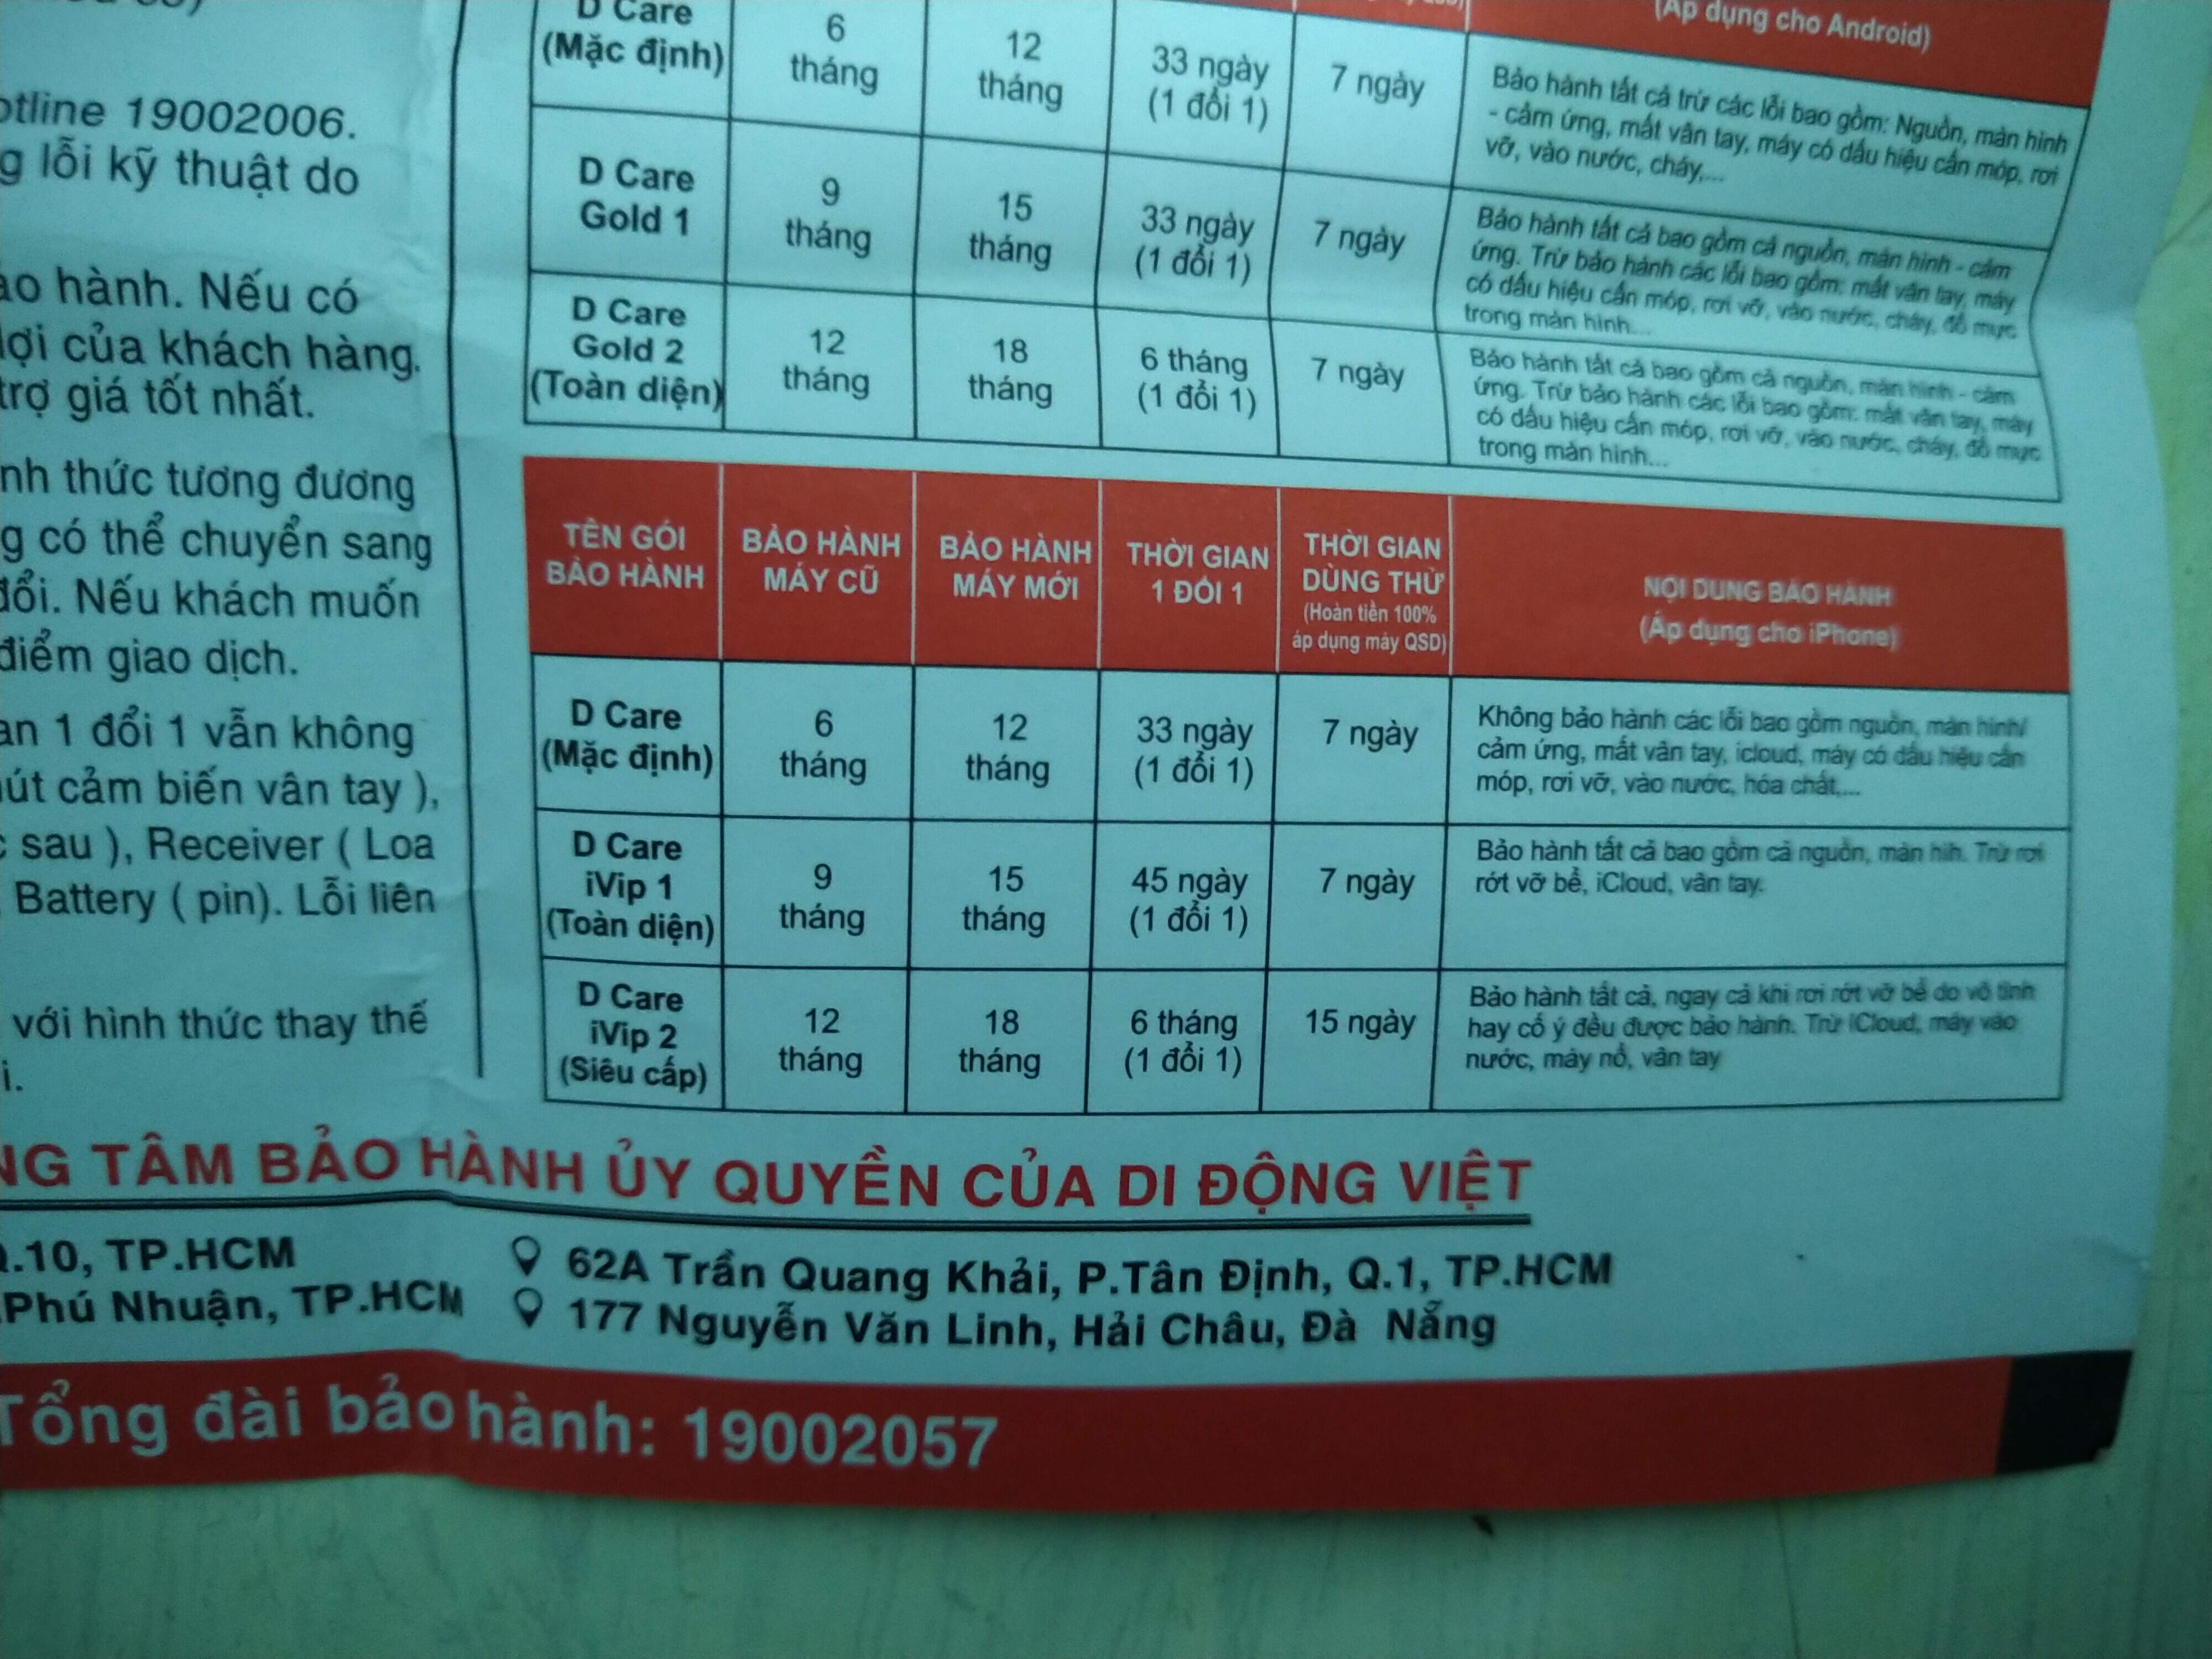 otline 19002006.
g lỗi kỹ thuật do
ảo hành. Nếu có
lợi của khách hàng.
trợ giá tốt nhất.
nh thức tương đương
g có thể chuyển sang
đổi. Nếu khách muốn
điểm giao dịch.
an 1 đổi 1 vẫn không
út cảm biến vân tay ),
sau ), Receiver ( Loa
Battery ( pin). Lỗi liên
với hình thức thay thế
i.
(Áp dụng cho Android)
D Care
(Mặc định)
6
tháng
12
tháng
33 ngày
(1 đổi 1)
7 ngày
Bảo hành tất cả trừ các lỗi bao gồm: Nguồn, màn hình
- cảm ứng, mất vân tay, máy có dấu hiệu cấn móp, rơi
vỡ, vào nước, cháy,...
D Care
Gold 1
9
tháng
15
tháng
33 ngày
(1 đổi 1)
7 ngày
Bảo hành tất cả bao gồm cả nguồn, màn hình - cảm
ứng. Trừ bảo hành các lỗi bao gồm: mất vân tay, máy
có dấu hiệu cấn móp, rơi vỡ, vào nước, cháy, đổ mực
trong màn hình...
D Care
Gold 2
(Toàn diện)
12
tháng
18
tháng
6 tháng
(1 đổi 1)
7 ngày
Bảo hành tất cả bao gồm cả nguồn, màn hình - cảm
ứng. Trừ bảo hành các lỗi bao gồm: mất vân tay, máy
có dấu hiệu cấn móp, rơi vỡ, vào nước, cháy, đổ mực
trong màn hình...
TÊN GÓI
BẢO HÀNH
BẢO HÀNH
MÁY CŨ
BẢO HÀNH
MÁY MỚI
THỜI GIAN
1 ĐỔI 1
THỜI GIAN
DÙNG THỬ
(Hoàn tiền 100%
áp dụng máy QSD)
NỘI DUNG BẢO HÀNH
(Áp dụng cho iPhone)
D Care
(Mặc định)
6
tháng
12
tháng
33 ngày
(1 đổi 1)
7 ngày
Không bảo hành các lỗi bao gồm nguồn, màn hình/
cảm ứng, mất vân tay, icloud, máy có dấu hiệu cấn
móp, rơi vỡ, vào nước, hóa chất,...
D Care
iVip 1
(Toàn diện)
9
tháng
15
tháng
45 ngày
(1 đổi 1)
7 ngày
Bảo hành tất cả bao gồm cả nguồn, màn hih. Trừ rơi
rớt vỡ bể, iCloud, vân tay.
D Care
iVip 2
(Siêu cấp)
12
tháng
18
tháng
6 tháng
(1 đổi 1)
15 ngày
Bảo hành tất cả, ngay cả khi rơi rớt vỡ bể do vô tình
hay cố ý đều được bảo hành. Trừ iCloud, máy vào
nước, máy nổ, vân tay
NG TÂM BẢO HÀNH ỦY QUYỀN CỦA DI ĐỘNG VIỆT
.10, TP.HCM
Phú Nhuận, TP.HCM
62A Trần Quang Khải, P.Tân Định, Q.1, TP.HCM
177 Nguyễn Văn Linh, Hải Châu, Đà Nẵng
Tổng đài bảo hành: 19002057